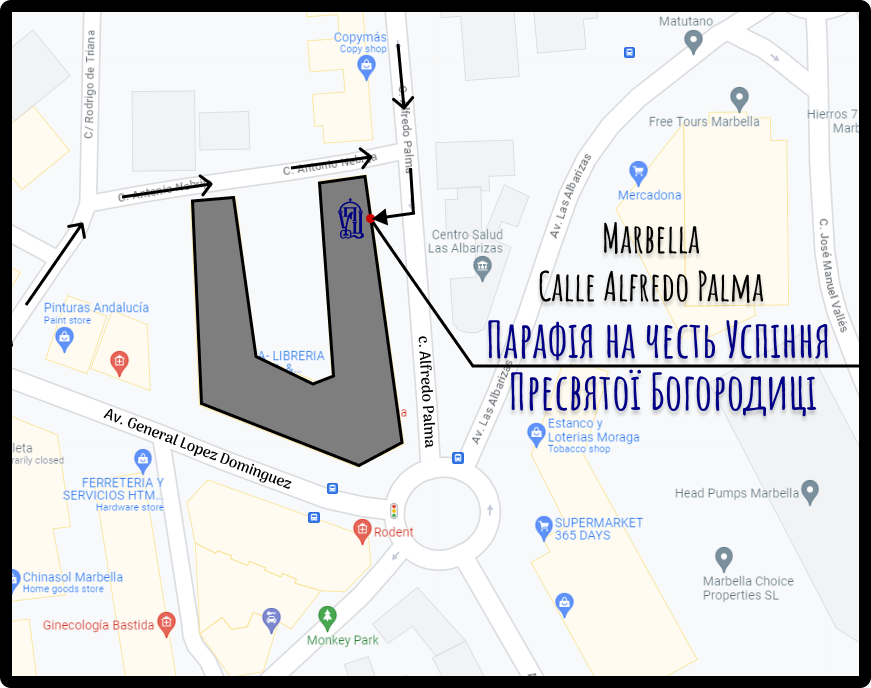 Matutano
Copymás
Copy shop
C/ Rodrigo de Triana
C. Alfredo Palma
Free Tours Marbella
Hierros 7
Marb
C. Antonio Nebrija
C. Antonio Nebrija
Av. Las Albarizas
Mercadona
Centro Salud
Las Albarizas
C. José Manuel Vallés
MARBELLA
CALLE ALFREDO PALMA
ПАРАФІЯ НА ЧЕСТЬ УСПІННЯ
ПРЕСВЯТОЇ БОГОРОДИЦІ
Pinturas Andalucía
Paint store
A- LIBRERIA
&...
c. Alfredo Palma
Av. Las Albarizas
a
Av. General Lopez Dominguez
Estanco y
Loterias Moraga
Tobacco shop
leta
rarily closed
FERRETERIA Y
SERVICIOS HTM...
Hardware store
Head Pumps Marbella
Rodent
SUPERMARKET
365 DAYS
Chinasol Marbella
Home goods store
Marbella Choice
Properties SL
Ginecología Bastida
Monkey Park